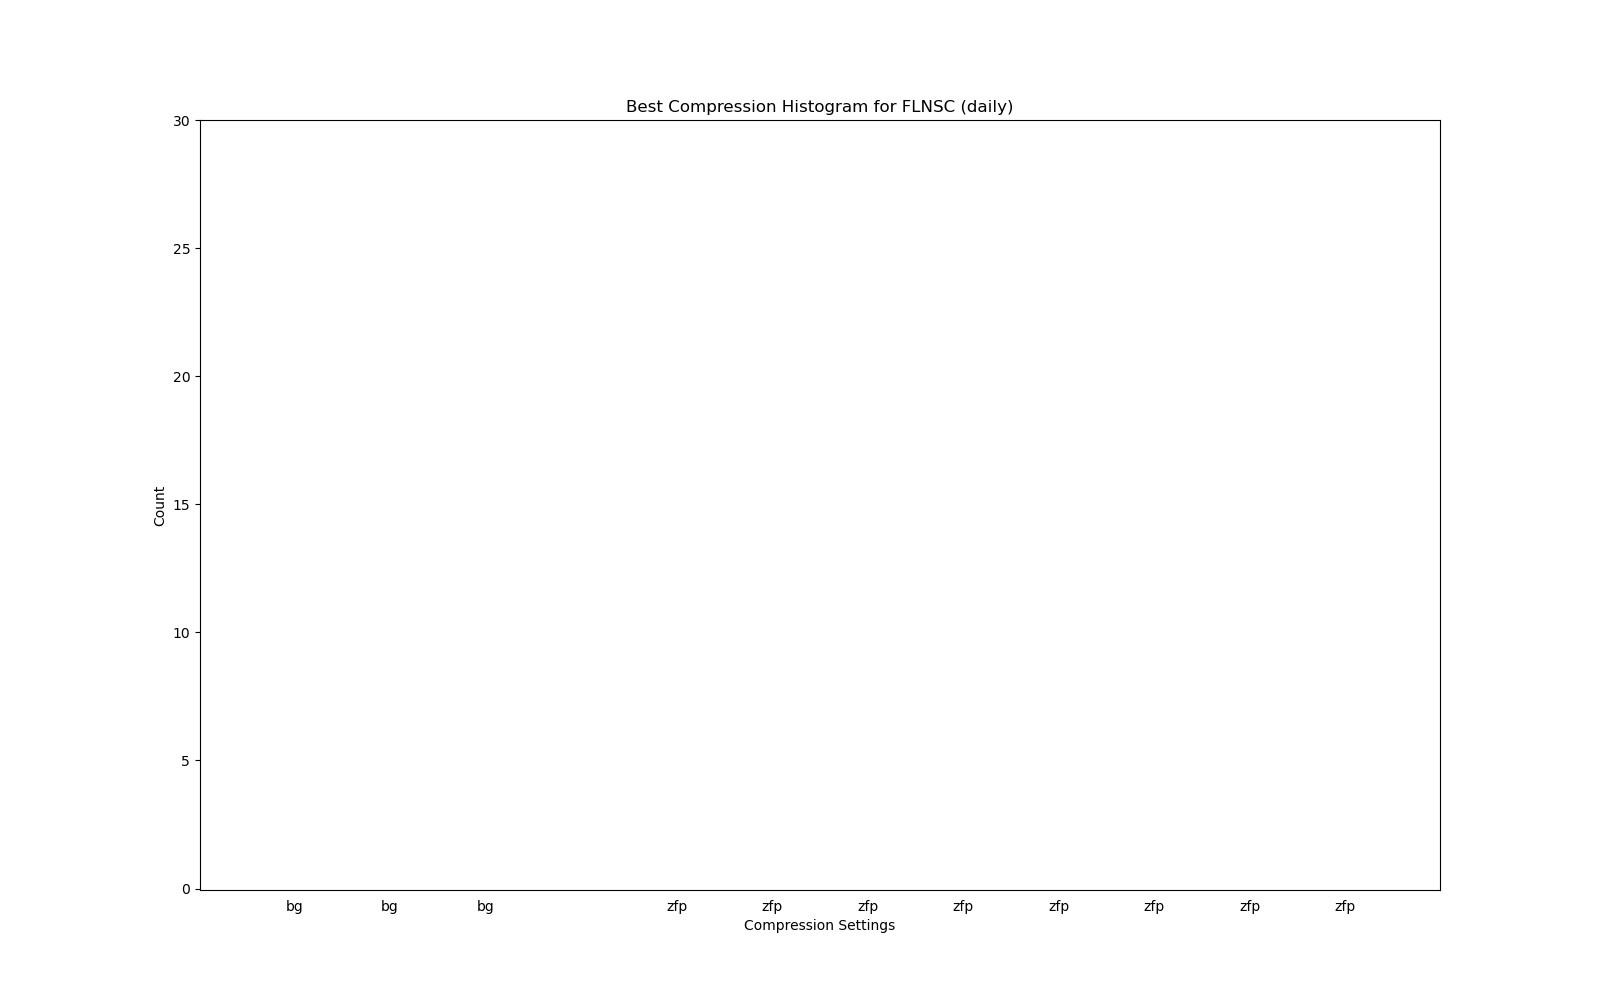 Best Compression Histogram for FLNSC (daily)
30
25
20
15
10
5
0
Count
bg bg bg zfp zfp zfp zfp zfp zfp zfp zfp
Compression Settings